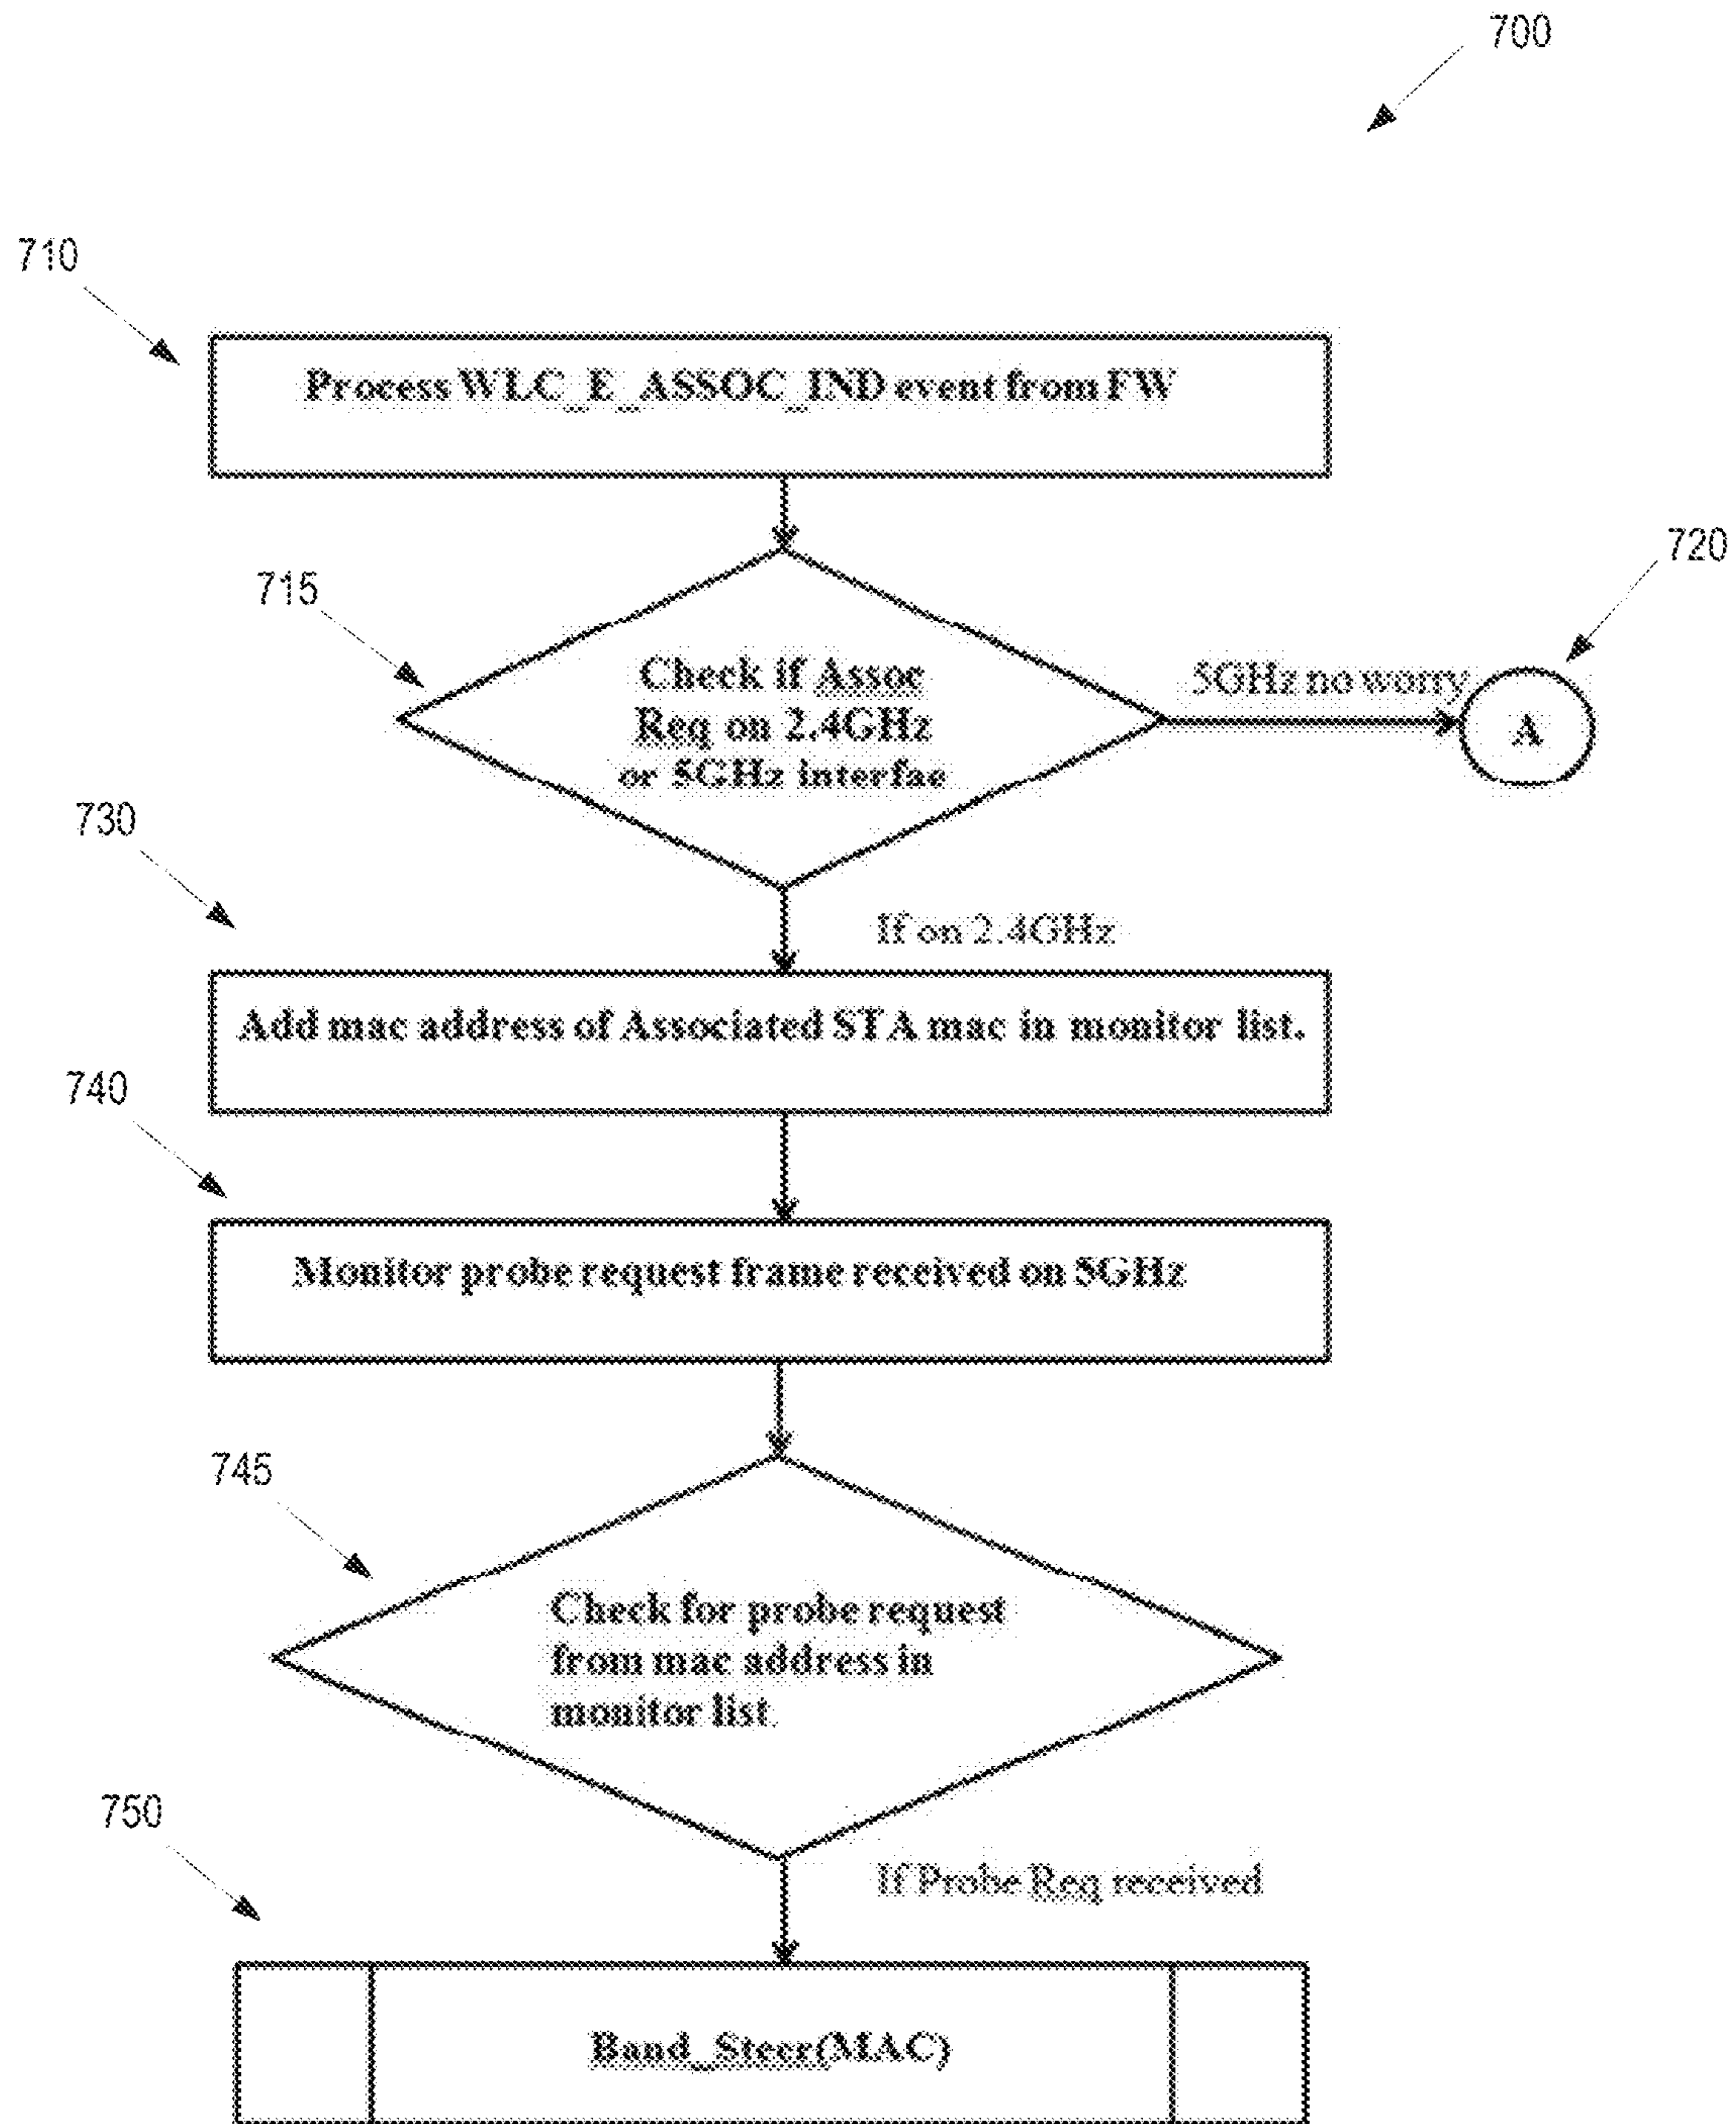 700
710
Process WLC_E_ASSOC_IND event from FW
720
715
Check if Assoc
Req on 2.4GHz
or 5GHz interfae
5GHz no worry
A
730
If on 2.4GHz
Add mac address of Associated STA mac in monitor list.
740
Monitor probe request frame received on 5GHz
745
Check for probe request
from mac address in
monitor list.
750
If Probe Req received
Band_Steer(MAC)